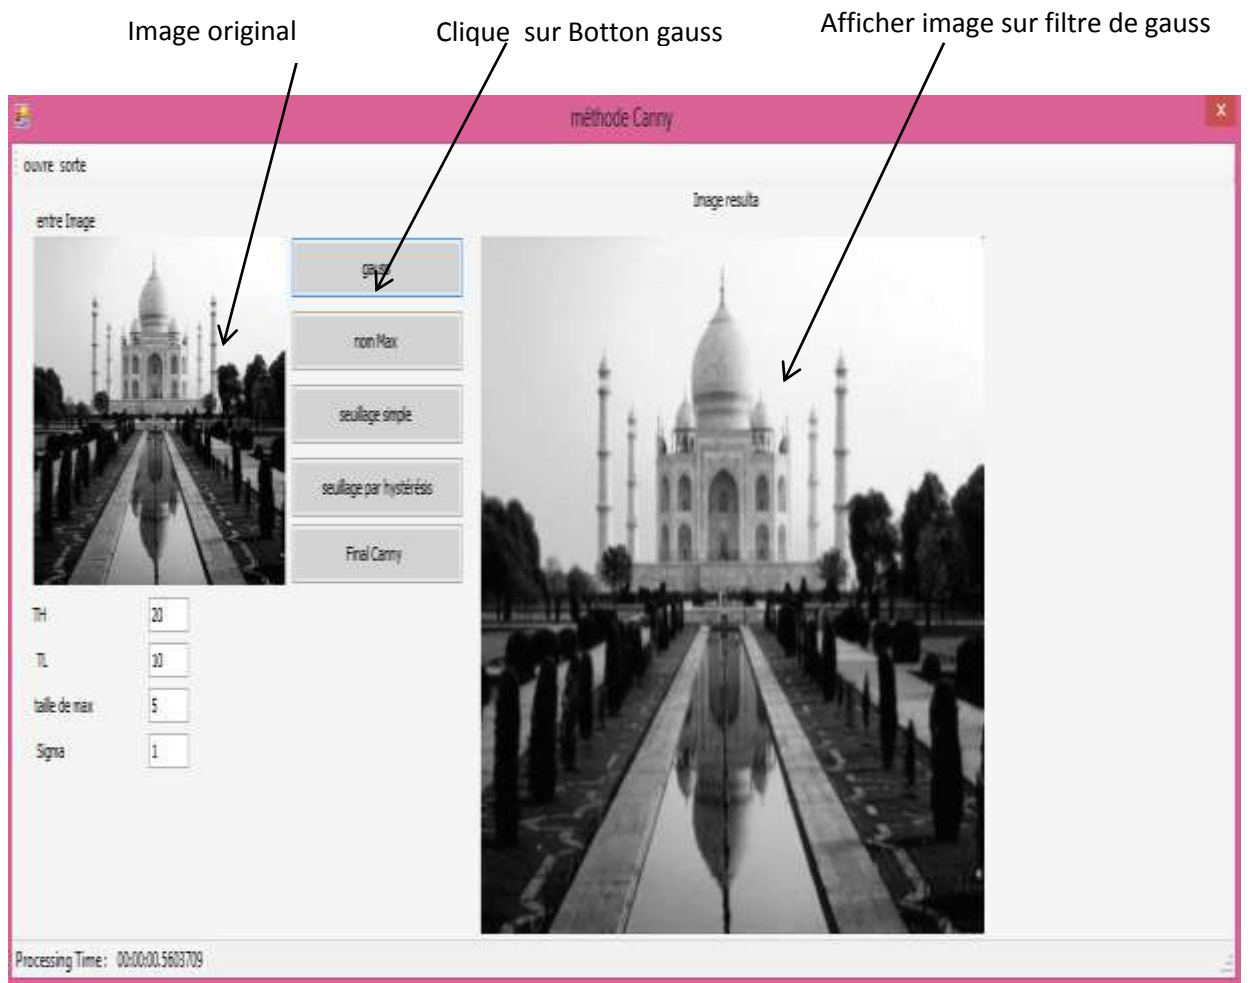 Image original
Clique sur Botton gauss
Afficher image sur filtre de gauss
méthode Canny
x
ouvre sorte
Image resulta
entre Image
gauss
nom Max
seuillage simple
seuillage par hystérésis
Final Canny
TH 20
TL 10
taille de max 5
Sigma 1
Processing Time : 00:00:00.5603709